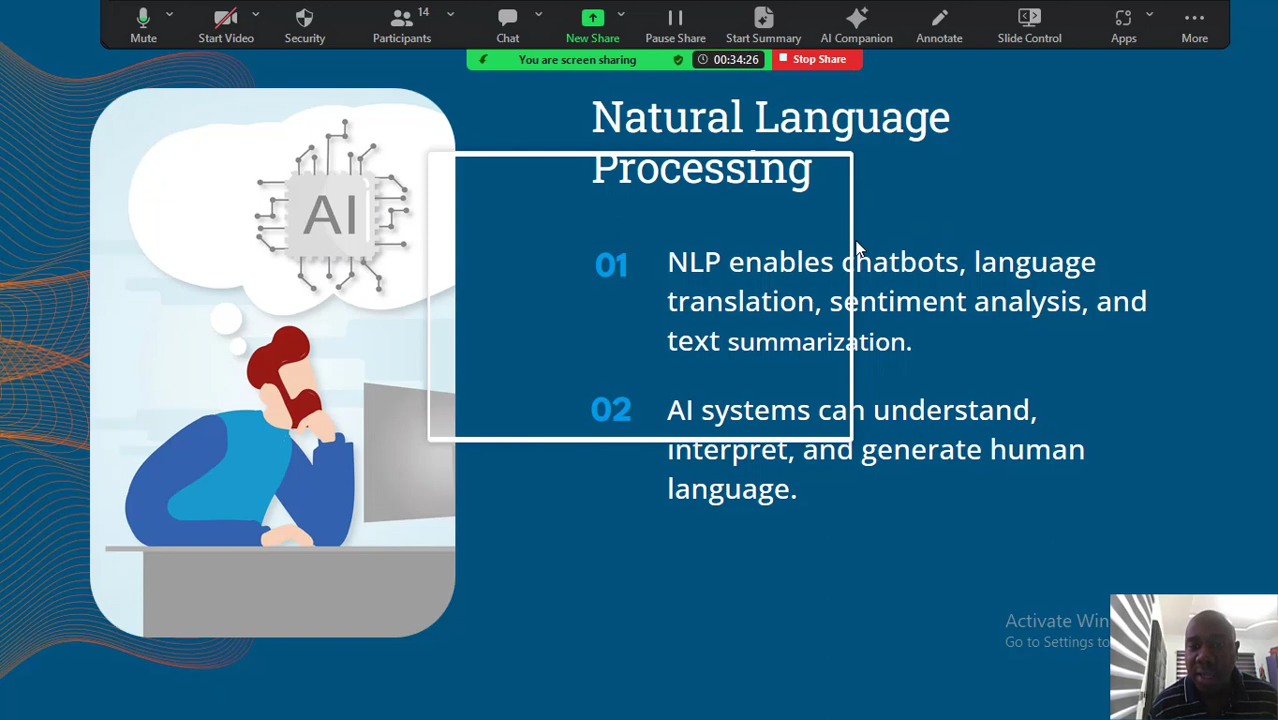 14
Mute
Start Video
Security
Participants
Chat
New Share
Pause Share
Start Summary
AI Companion
Annotate
Slide Control
Apps
More
You are screen sharing
00:34:26
Stop Share
AI
Natural Language
Processing
01
NLP enables chatbots, language
translation, sentiment analysis, and
text summarization.
02
AI systems can understand,
interpret, and generate human
language.
Activate Win
Go to Settings to